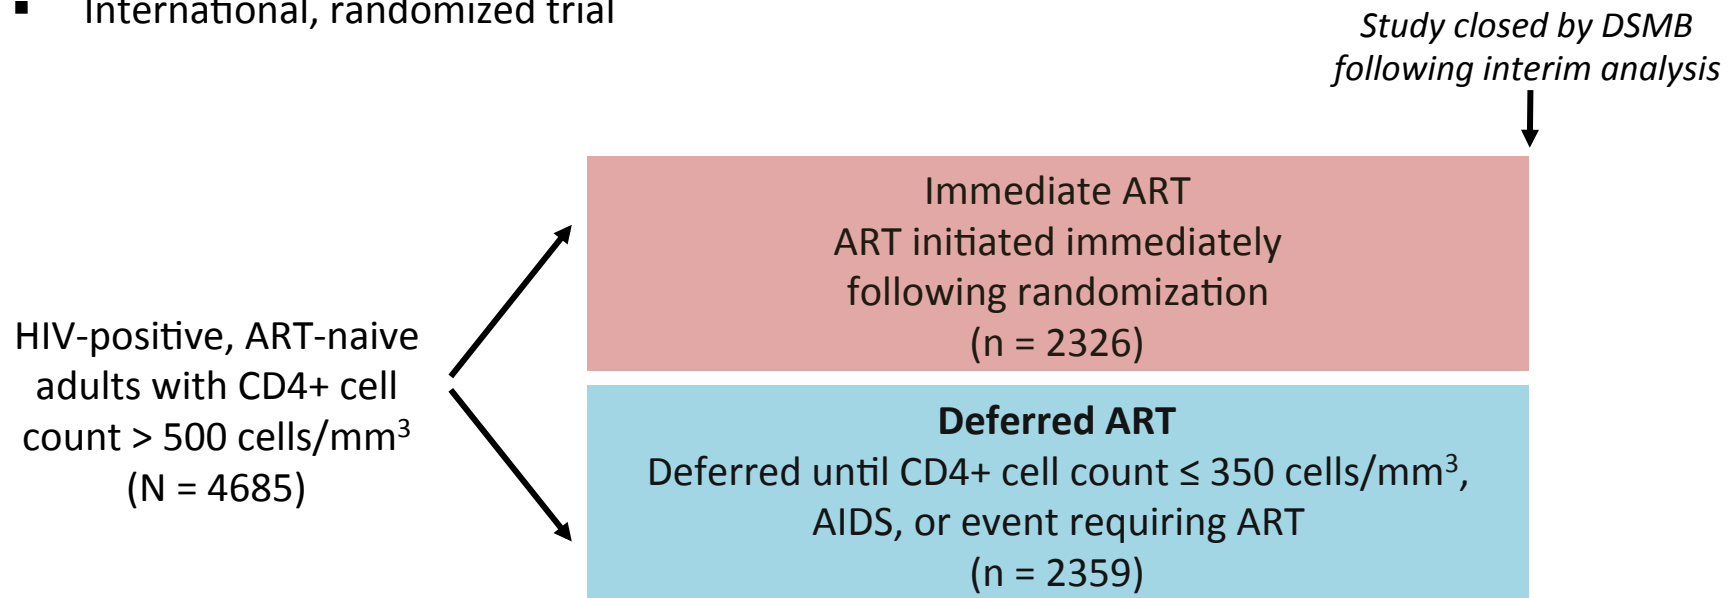 ▪ International, randomized trial
Study closed by DSMB
following interim analysis
Immediate ART
ART initiated immediately
following randomization
(n = 2326)
HIV-positive, ART-naive
adults with CD4+ cell
count > 500 cells/mm³
(N = 4685)
Deferred ART
Deferred until CD4+ cell count ≤ 350 cells/mm³,
AIDS, or event requiring ART
(n = 2359)